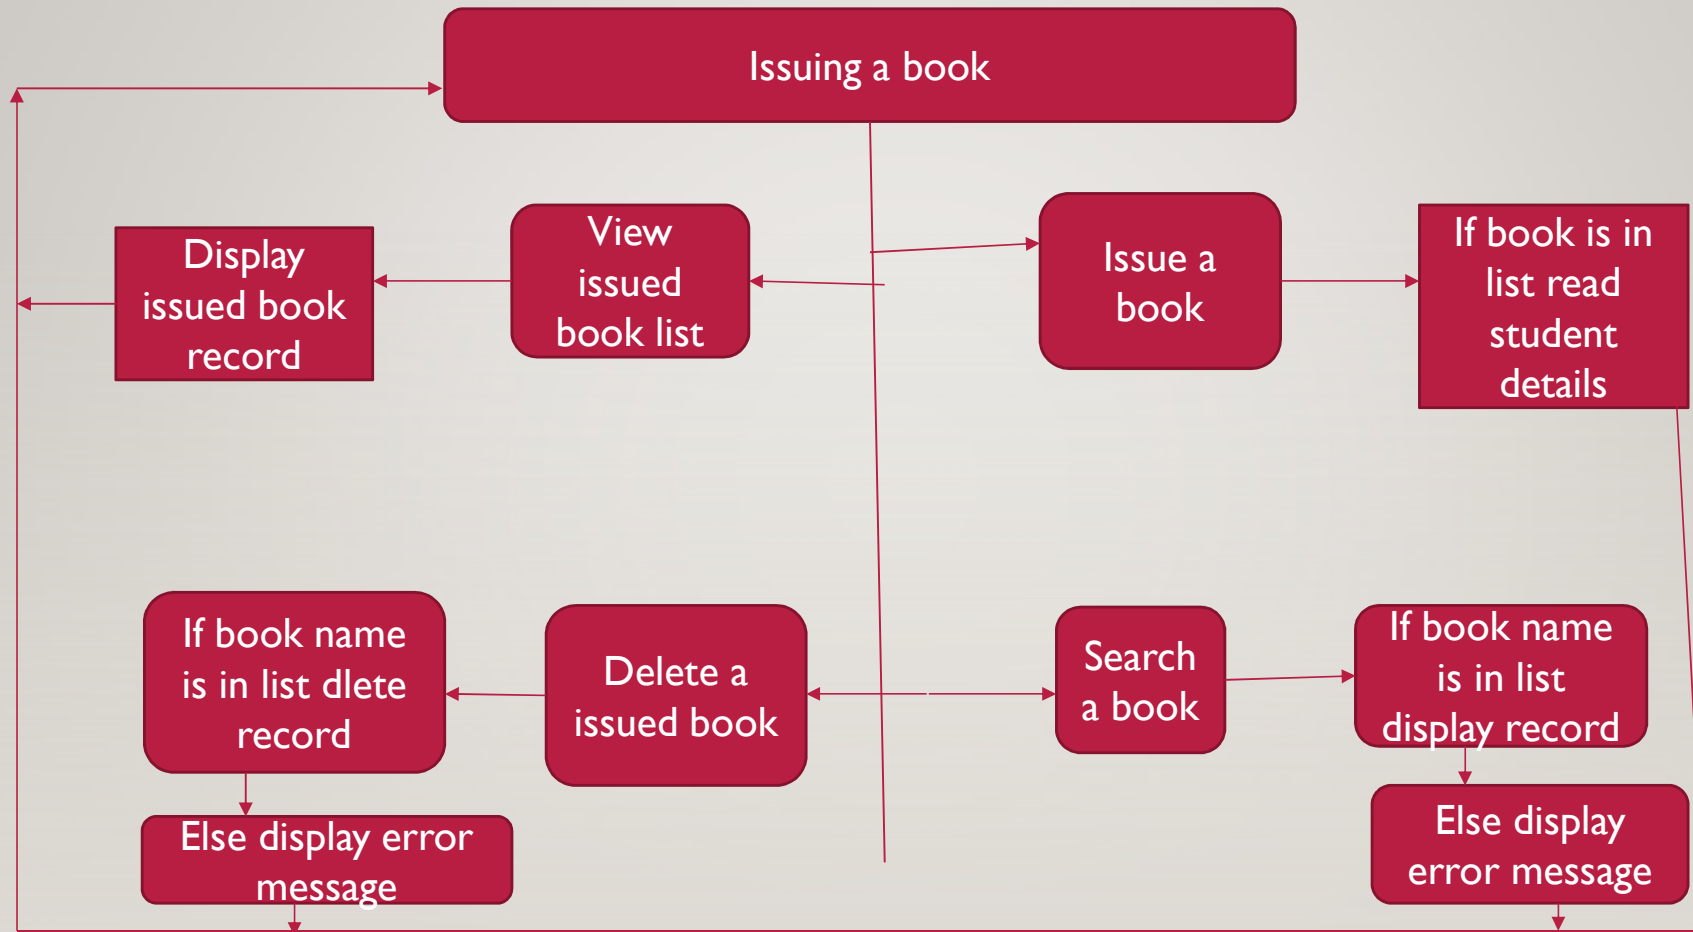 Issuing a book
Display
issued book
record
View
issued
book list
Issue a
book
If book is in
list read
student
details
If book name
is in list dlete
record
Delete a
issued book
Search
a book
If book name
is in list
display record
Else display error
message
Else display
error message